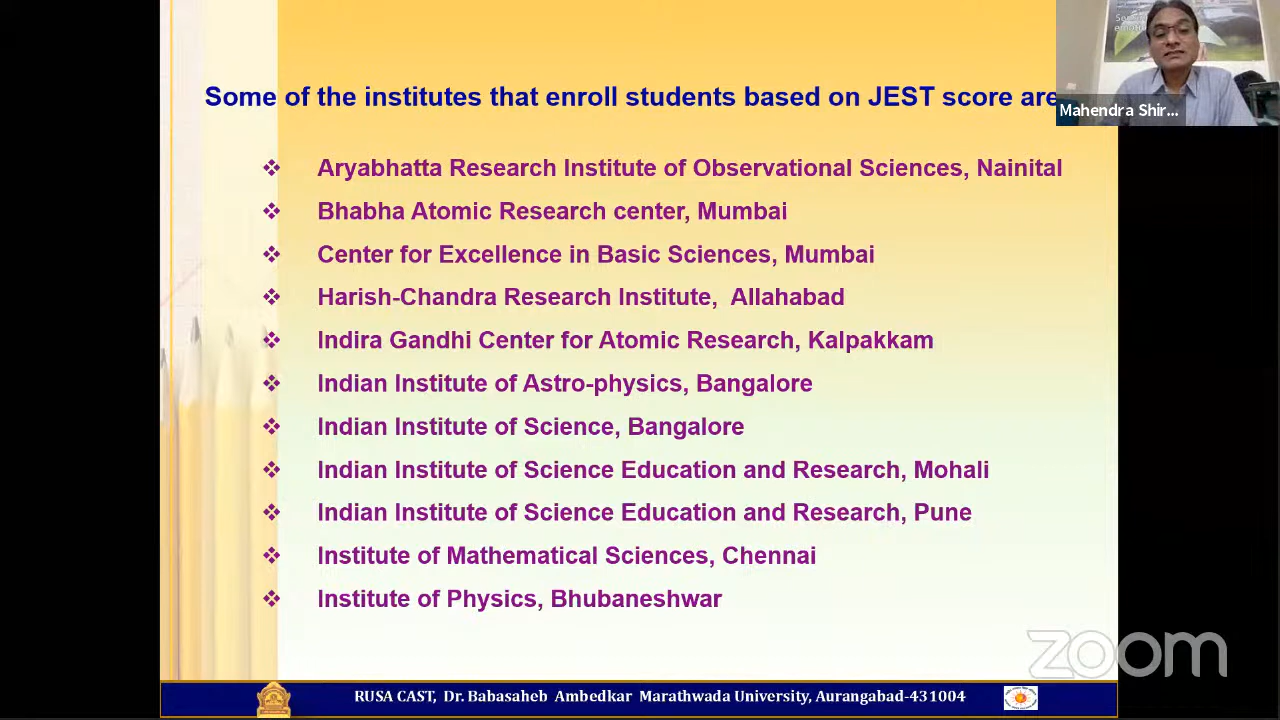 Some of the institutes that enroll students based on JEST score are
Mahendra Shir...
Aryabhatta Research Institute of Observational Sciences, Nainital
Bhabha Atomic Research center, Mumbai
Center for Excellence in Basic Sciences, Mumbai
Harish-Chandra Research Institute, Allahabad
Indira Gandhi Center for Atomic Research, Kalpakkam
Indian Institute of Astro-physics, Bangalore
Indian Institute of Science, Bangalore
Indian Institute of Science Education and Research, Mohali
Indian Institute of Science Education and Research, Pune
Institute of Mathematical Sciences, Chennai
Institute of Physics, Bhubaneshwar
zoom
RUSA CAST, Dr. Babasaheb Ambedkar Marathwada University, Aurangabad-431004